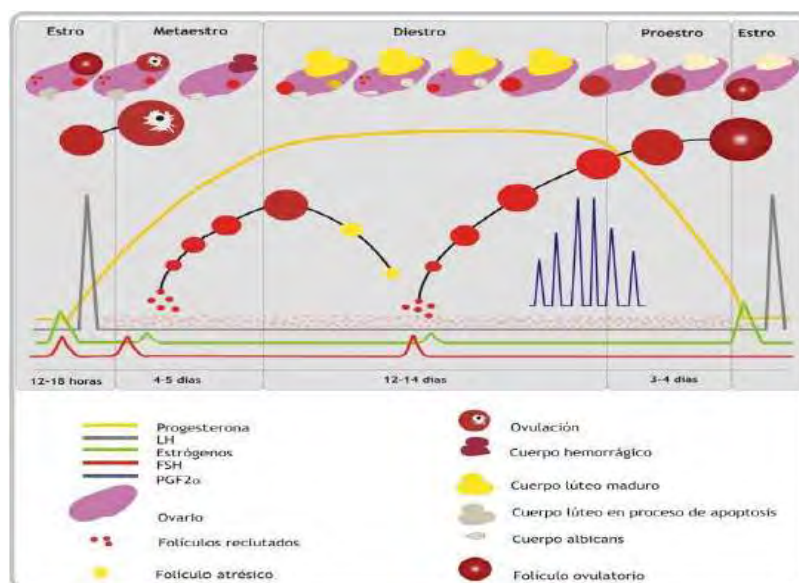 Estro Metaestro Diestro Proestro Estro
12-18 horas 4-5 días 12-14 días 3-4 días
Progesterona
LH
Estrógenos
FSH
PGF2α
Ovario
Folículos reclutados
Folículo atrésico
Ovulación
Cuerpo hemorrágico
Cuerpo lúteo maduro
Cuerpo lúteo en proceso de apoptosis
Cuerpo albicans
Folículo ovulatorio